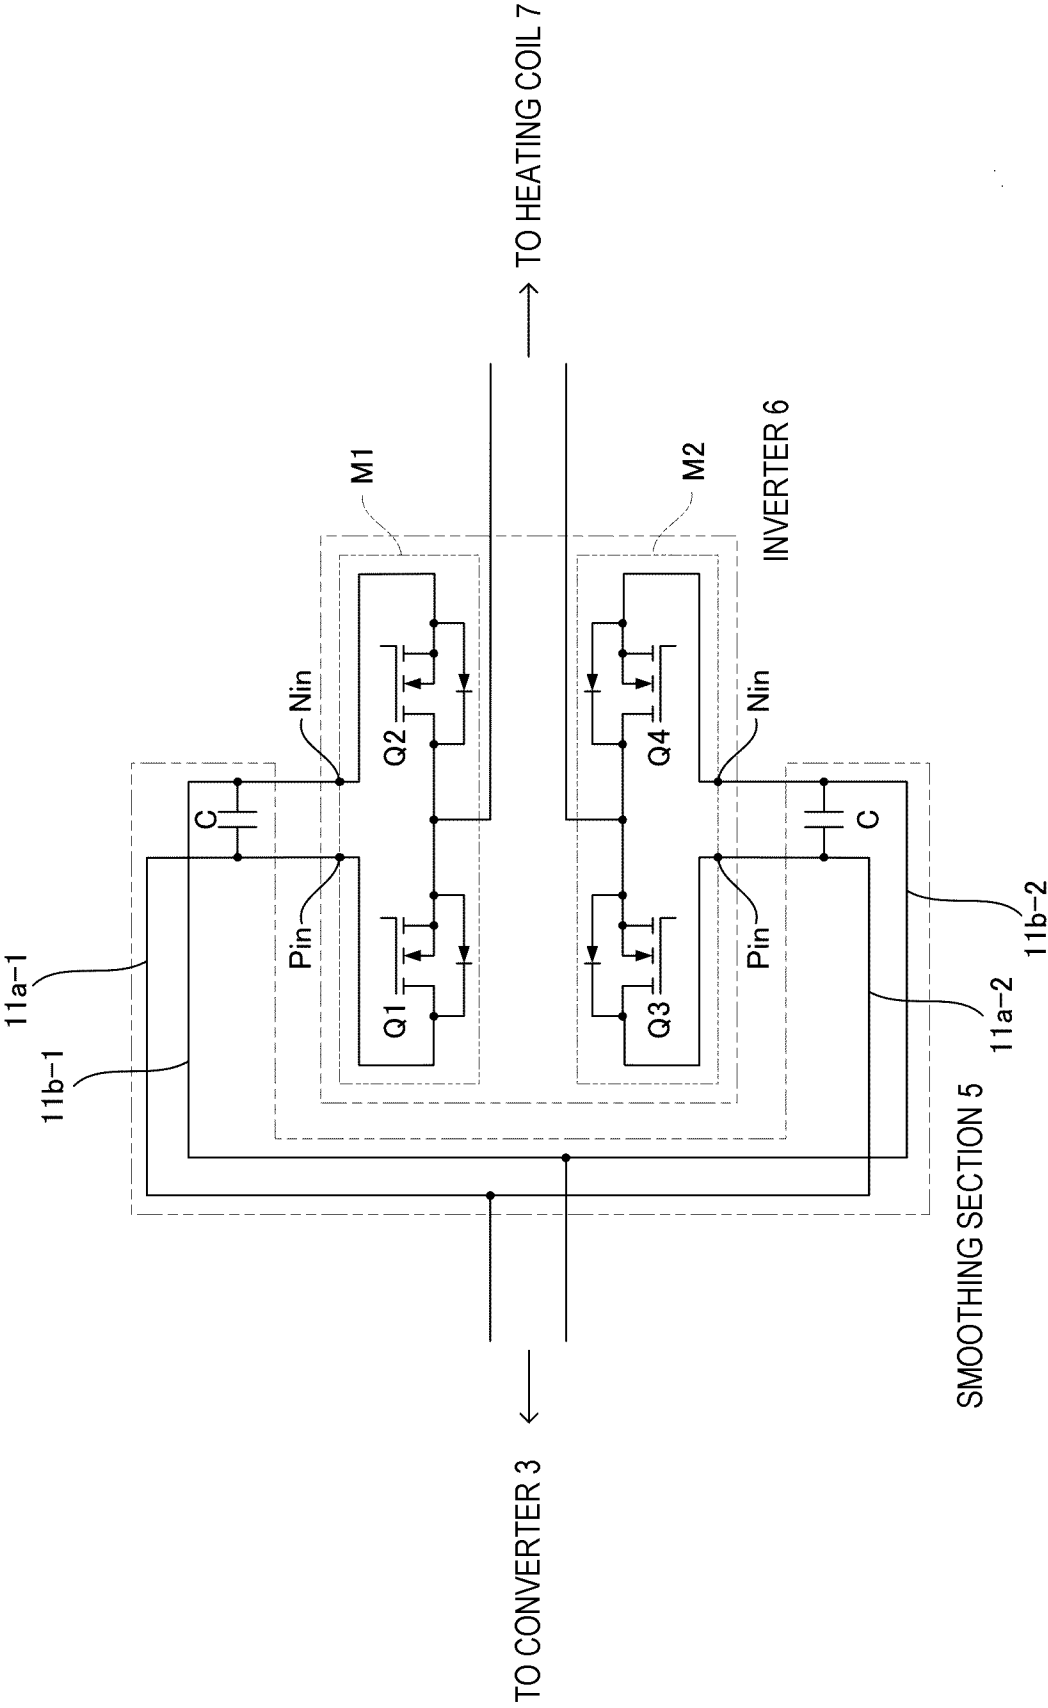 TO CONVERTER 3
TO HEATING COIL 7
SMOOTHING SECTION 5
INVERTER 6
11a-1
11b-1
C
Pin
Nin
M1
Q1
Q2
M2
Q3
Q4
Pin
Nin
C
11a-2
11b-2